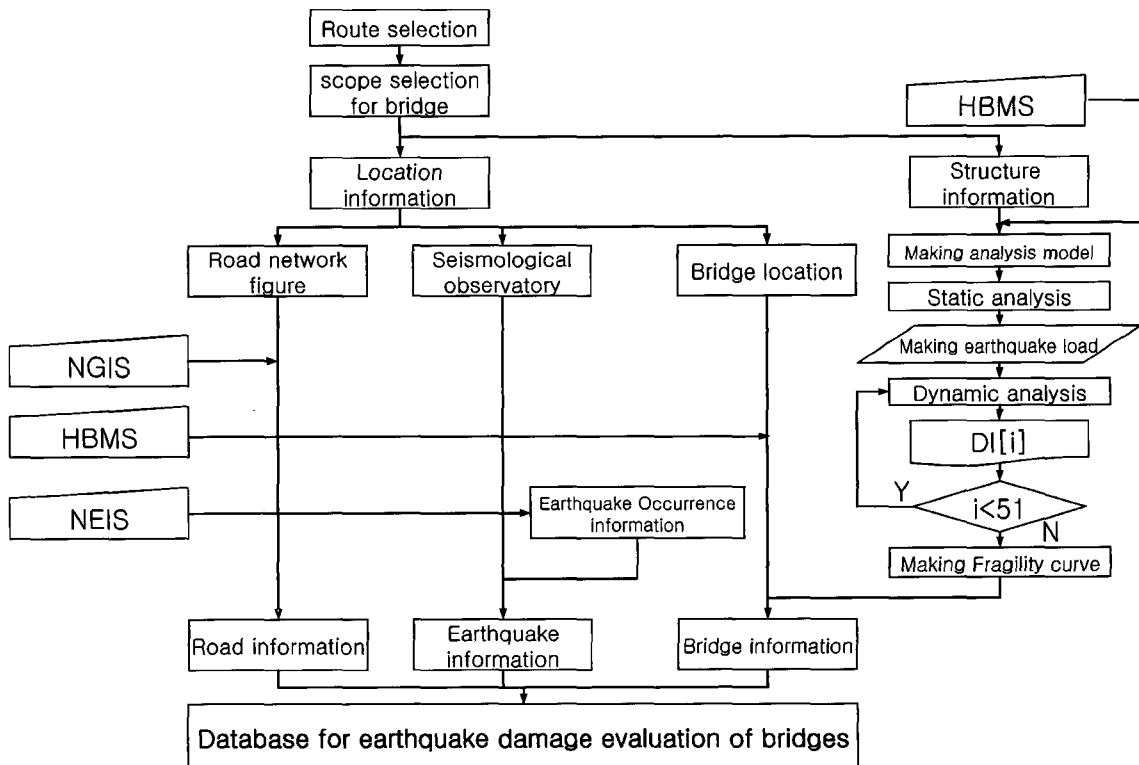 Route selection
scope selection
for bridge
HBMS
Location
information
Structure
information
Road network
figure
Seismological
observatory
Bridge location
Making analysis model
Static analysis
Making earthquake load
NGIS
Dynamic analysis
HBMS
DI[i]
NEIS
Earthquake Occurrence
information
Y
i<51
N
Making Fragility curve
Road information
Earthquake
information
Bridge information
Database for earthquake damage evaluation of bridges